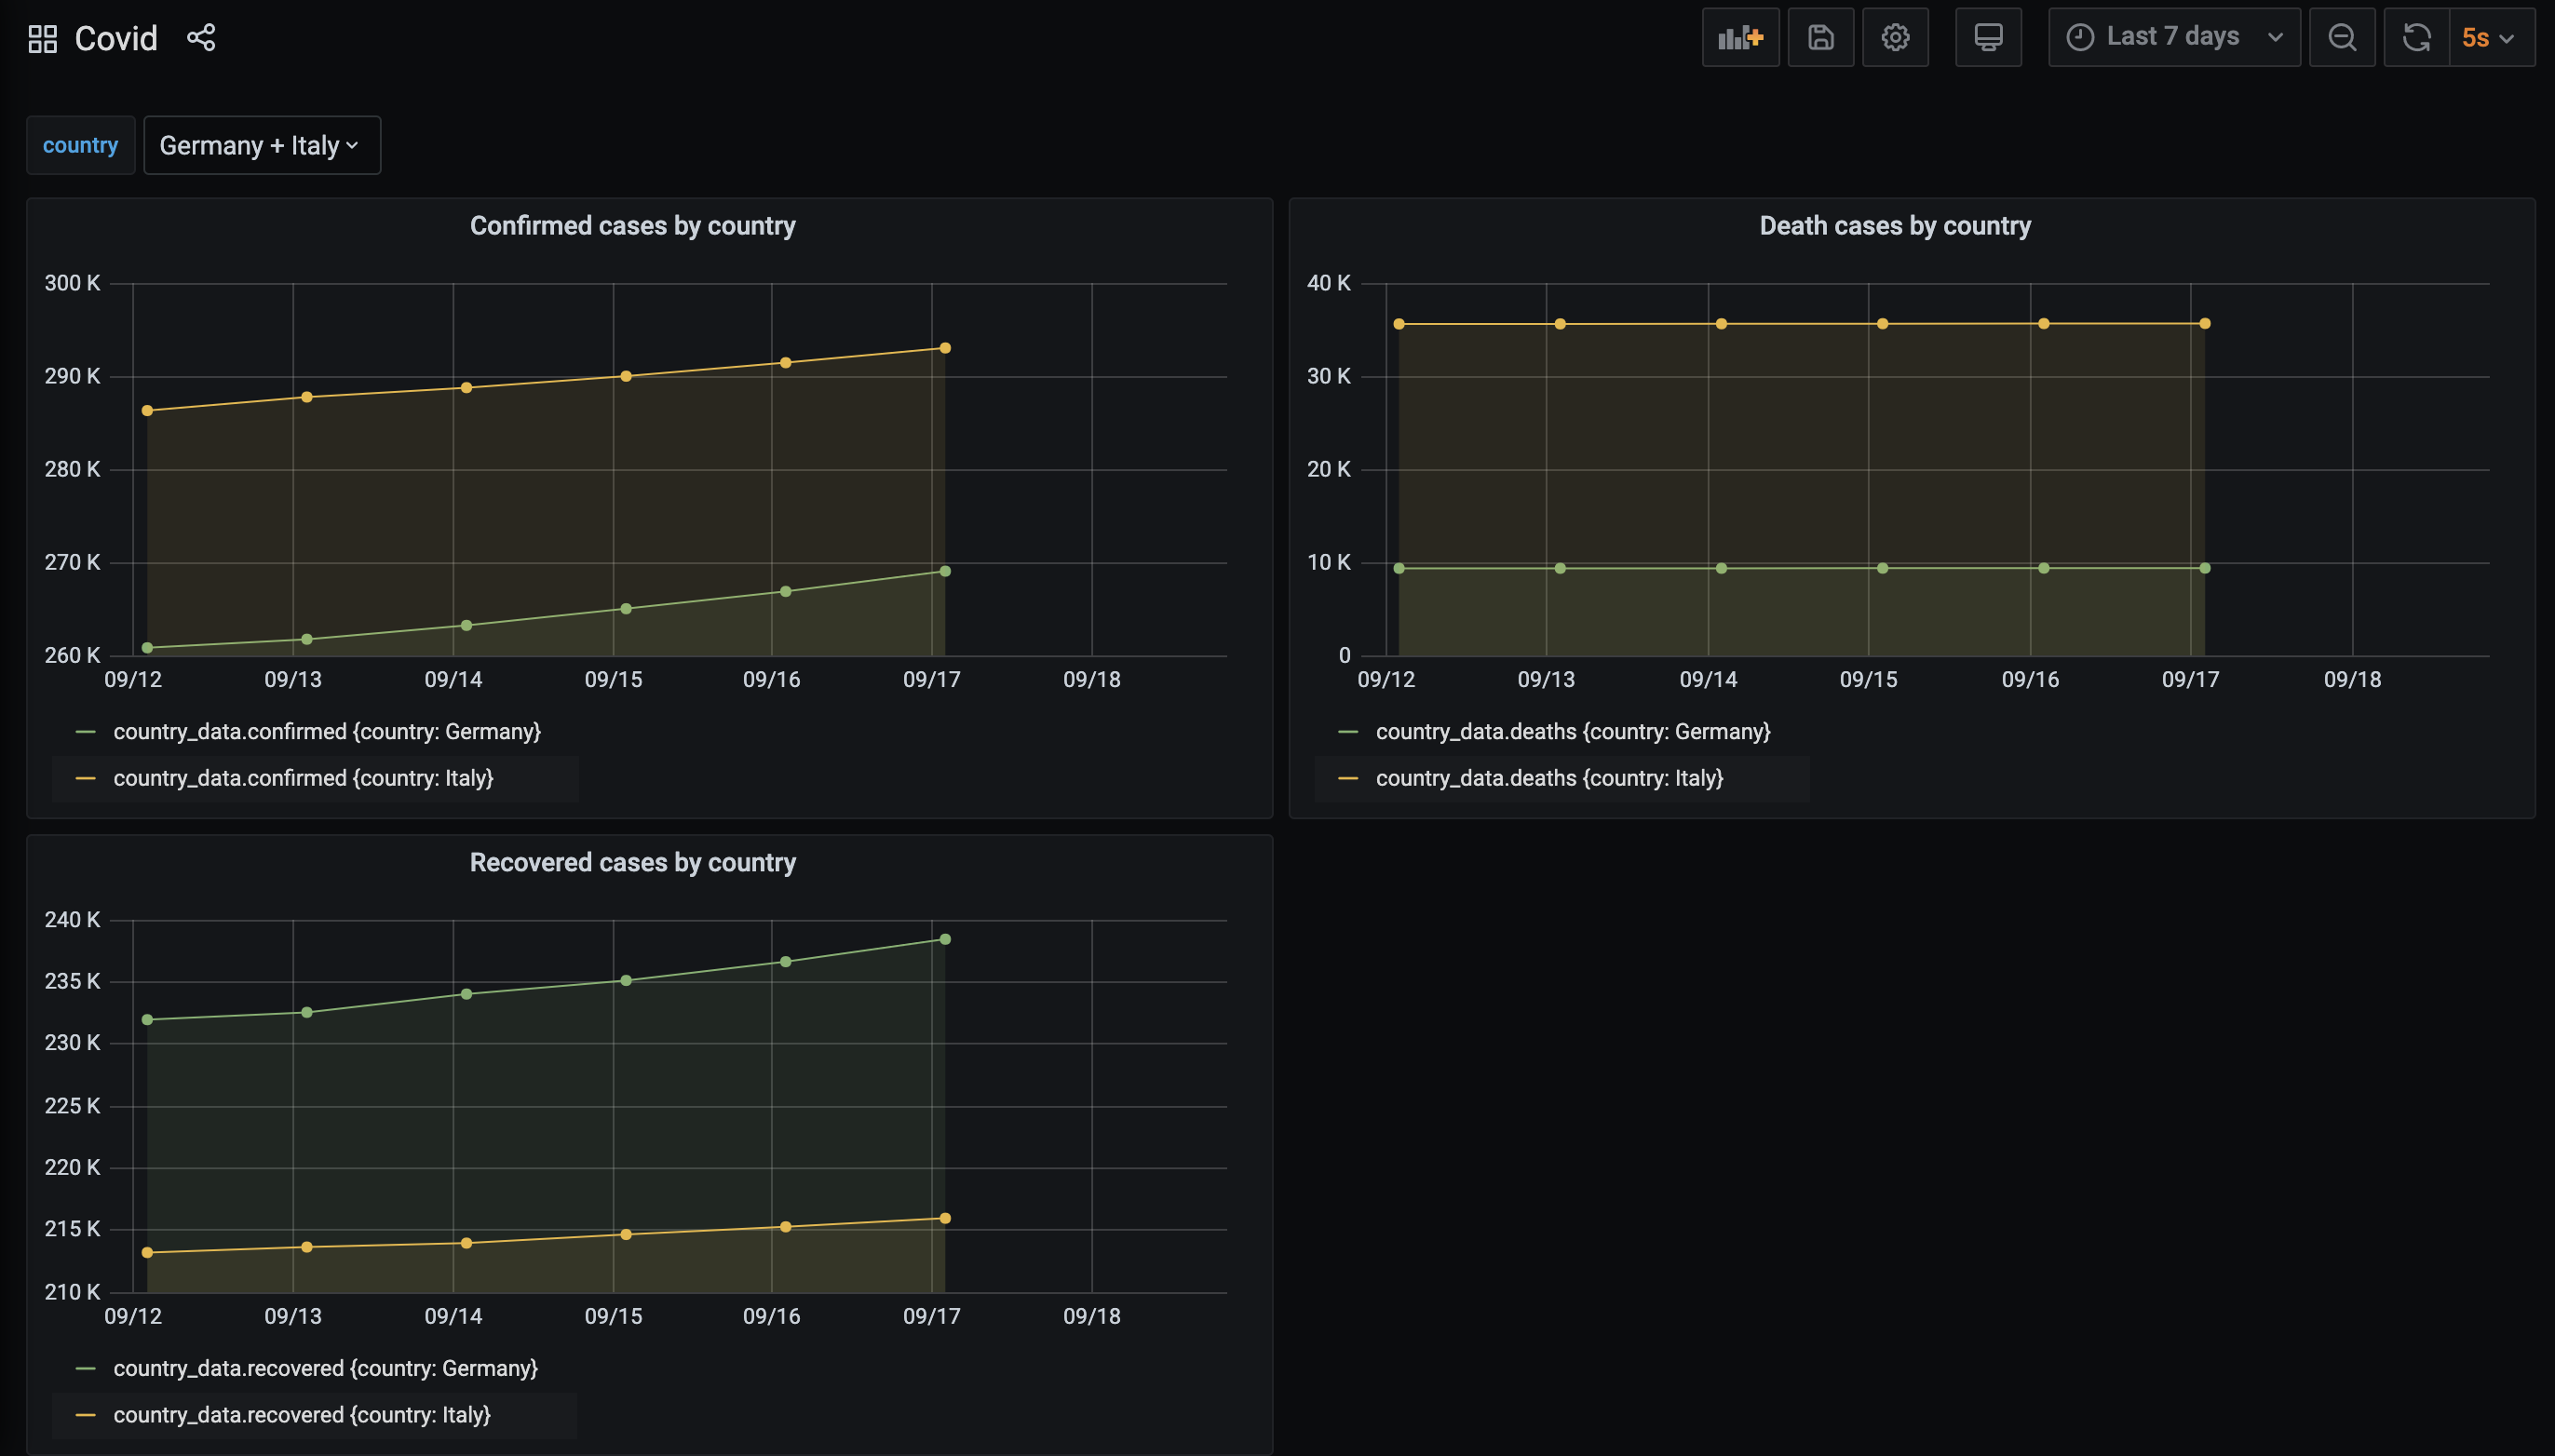 Covid
Last 7 days
5s
country
Germany + Italy
Confirmed cases by country
300 K
290 K
280 K
270 K
260 K
09/12 09/13 09/14 09/15 09/16 09/17 09/18
country_data.confirmed {country: Germany}
country_data.confirmed {country: Italy}
Death cases by country
40 K
30 K
20 K
10 K
0
09/12 09/13 09/14 09/15 09/16 09/17 09/18
country_data.deaths {country: Germany}
country_data.deaths {country: Italy}
Recovered cases by country
240 K
235 K
230 K
225 K
220 K
215 K
210 K
09/12 09/13 09/14 09/15 09/16 09/17 09/18
country_data.recovered {country: Germany}
country_data.recovered {country: Italy}